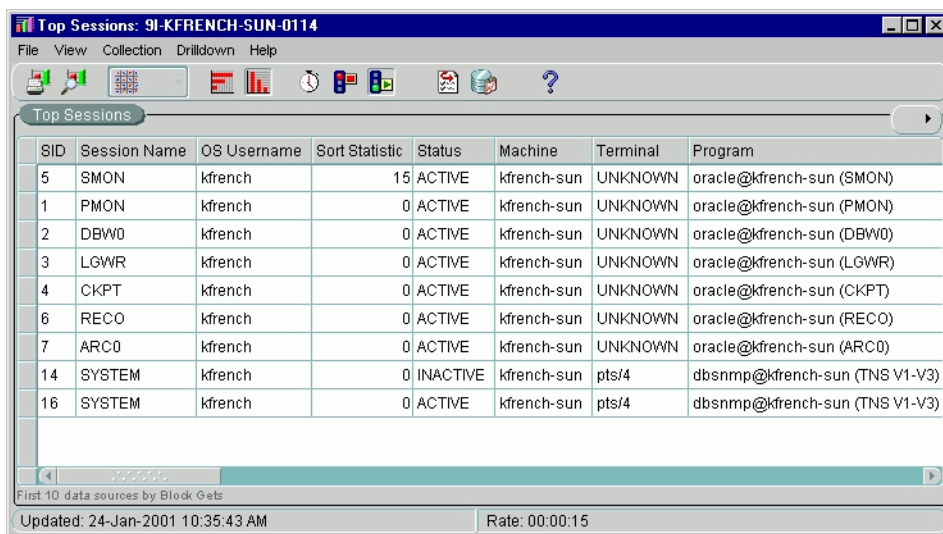 Top Sessions: 9I-KFRENCH-SUN-0114
File View Collection Drilldown Help
Top Sessions
SID Session Name OS Username Sort Statistic Status Machine Terminal Program
5 SMON kfrench 15 ACTIVE kfrench-sun UNKNOWN oracle@kfrench-sun (SMON)
1 PMON kfrench 0 ACTIVE kfrench-sun UNKNOWN oracle@kfrench-sun (PMON)
2 DBW0 kfrench 0 ACTIVE kfrench-sun UNKNOWN oracle@kfrench-sun (DBW0)
3 LGWR kfrench 0 ACTIVE kfrench-sun UNKNOWN oracle@kfrench-sun (LGWR)
4 CKPT kfrench 0 ACTIVE kfrench-sun UNKNOWN oracle@kfrench-sun (CKPT)
6 RECO kfrench 0 ACTIVE kfrench-sun UNKNOWN oracle@kfrench-sun (RECO)
7 ARC0 kfrench 0 ACTIVE kfrench-sun UNKNOWN oracle@kfrench-sun (ARC0)
14 SYSTEM kfrench 0 INACTIVE kfrench-sun pts/4 dbsnmp@kfrench-sun (TNS V1-V3)
16 SYSTEM kfrench 0 ACTIVE kfrench-sun pts/4 dbsnmp@kfrench-sun (TNS V1-V3)
First 10 data sources by Block Gets
Updated: 24-Jan-2001 10:35:43 AM Rate: 00:00:15